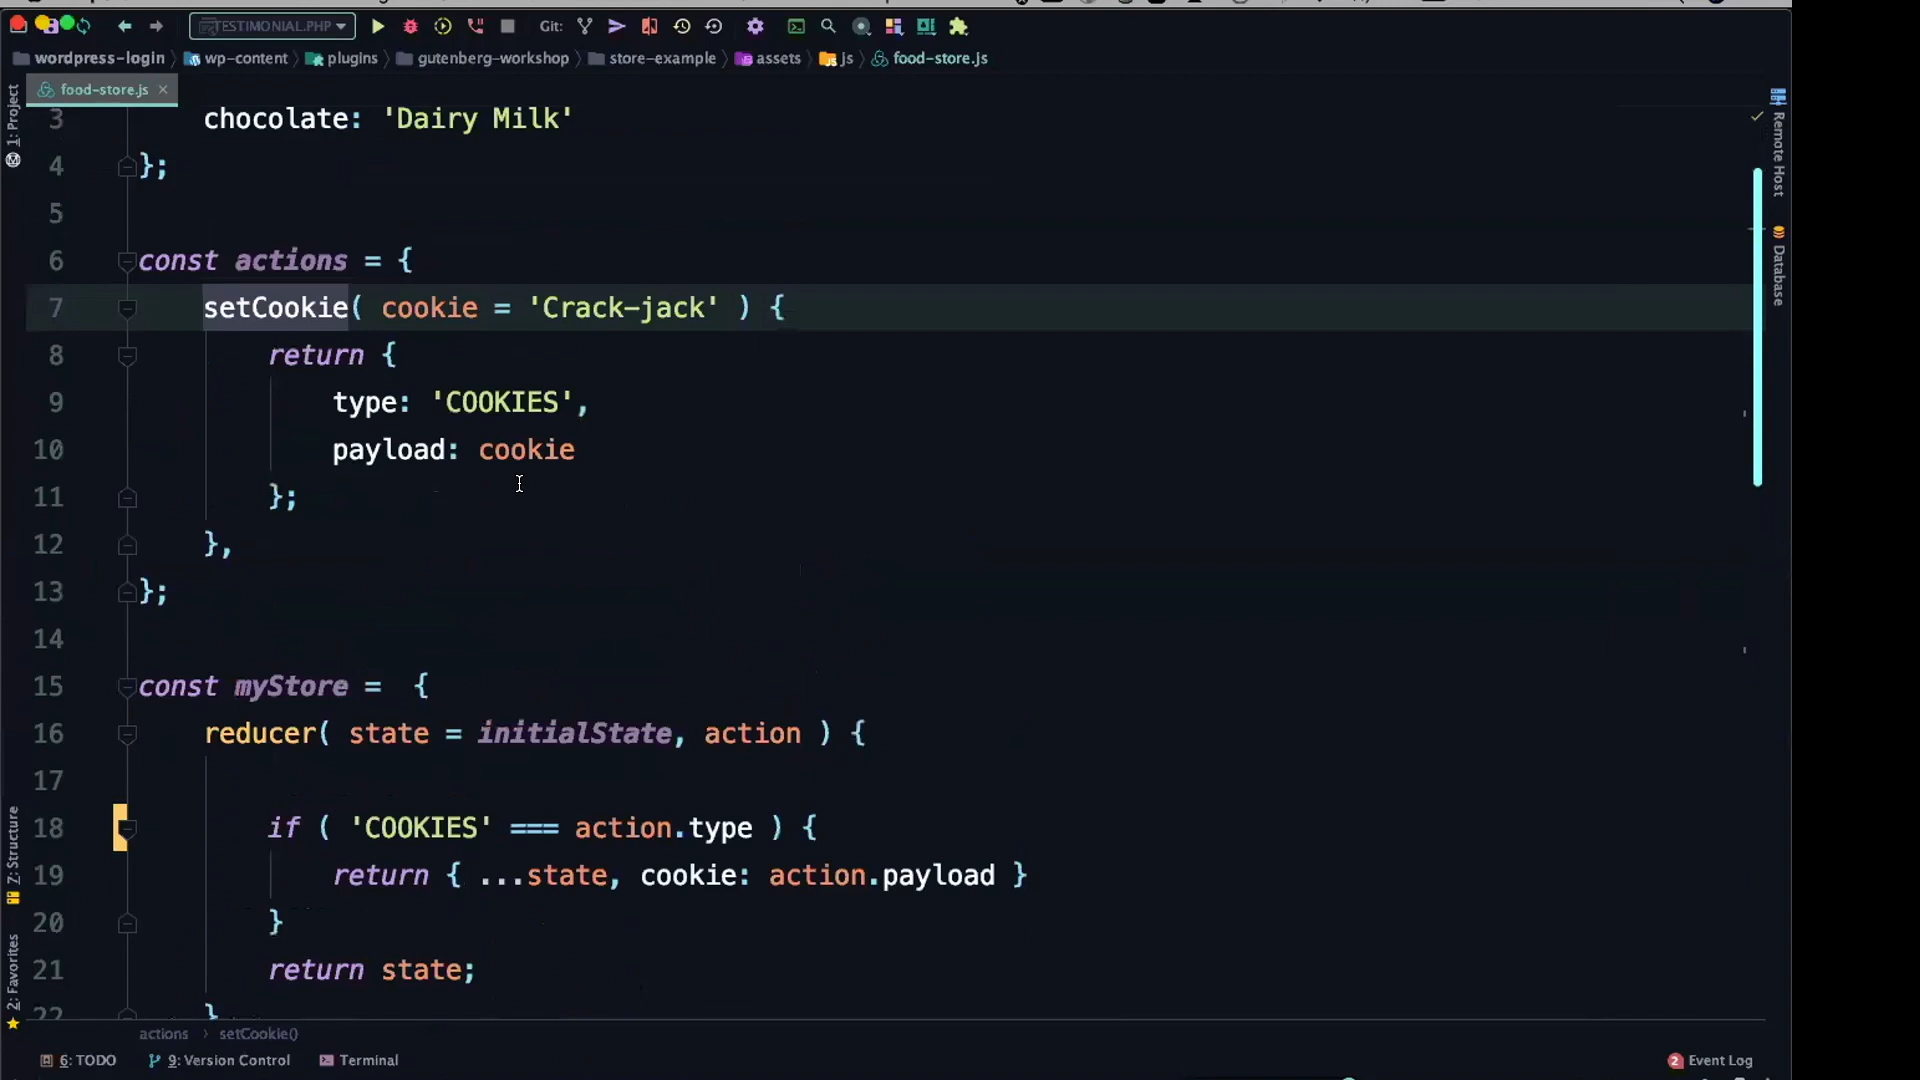 TESTIMONIAL.PHP Git:
wordpress-login wp-content plugins gutenberg-workshop store-example assets js food-store.js
food-store.js
1: Project
Remote Host
Database
3 chocolate: 'Dairy Milk'
4 };
5
6 const actions = {
7 setCookie( cookie = 'Crack-jack' ) {
8 return {
9 type: 'COOKIES',
10 payload: cookie
11 };
12 },
13 };
14
15 const myStore = {
16 reducer( state = initialState, action ) {
17
18 if ( 'COOKIES' === action.type ) {
19 return { ...state, cookie: action.payload }
20 }
21 return state;
22 }
7: Structure
2: Favorites
actions > setCookie()
6: TODO 9: Version Control Terminal 2 Event Log